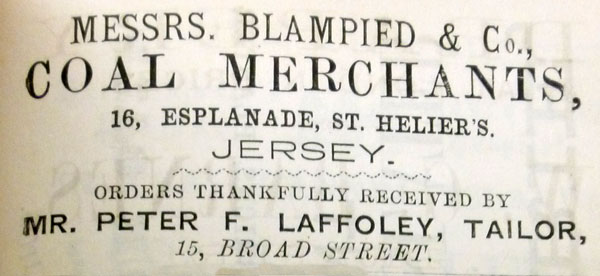 MESSRS. BLAMPIED & Co.,
COAL MERCHANTS,
16, ESPLANADE, ST. HELIER'S.
JERSEY.
ORDERS THANKFULLY RECEIVED BY
MR. PETER F. LAFFOLEY, TAILOR,
15, BROAD STREET.